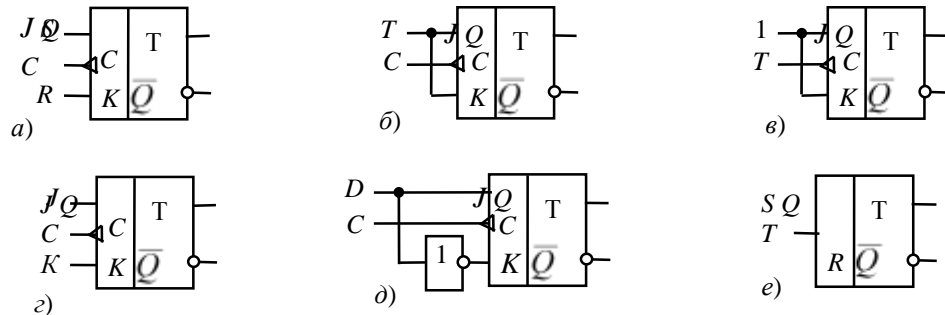 J S Q T
C C
R K Q̅
а)
T J Q T
C C
K Q̅
б)
1 J Q T
T C
K Q̅
в)
J J Q T
C C
К K Q̅
г)
D J Q T
C C
1 K Q̅
д)
S Q T
T
R Q̅
е)